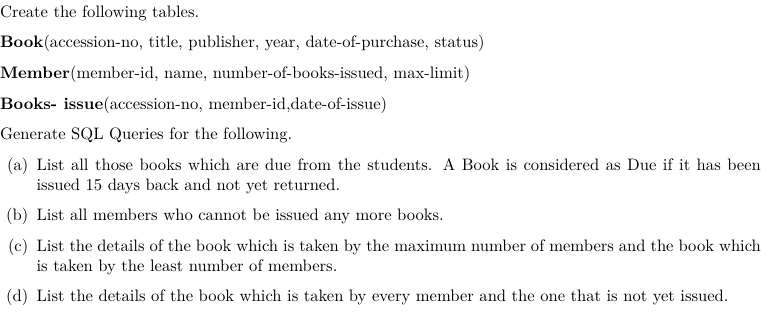 Create the following tables.
Book(accession-no, title, publisher, year, date-of-purchase, status)
Member(member-id, name, number-of-books-issued, max-limit)
Books- issue(accession-no, member-id,date-of-issue)
Generate SQL Queries for the following.
(a) List all those books which are due from the students. A Book is considered as Due if it has been
issued 15 days back and not yet returned.
(b) List all members who cannot be issued any more books.
(c) List the details of the book which is taken by the maximum number of members and the book which
is taken by the least number of members.
(d) List the details of the book which is taken by every member and the one that is not yet issued.